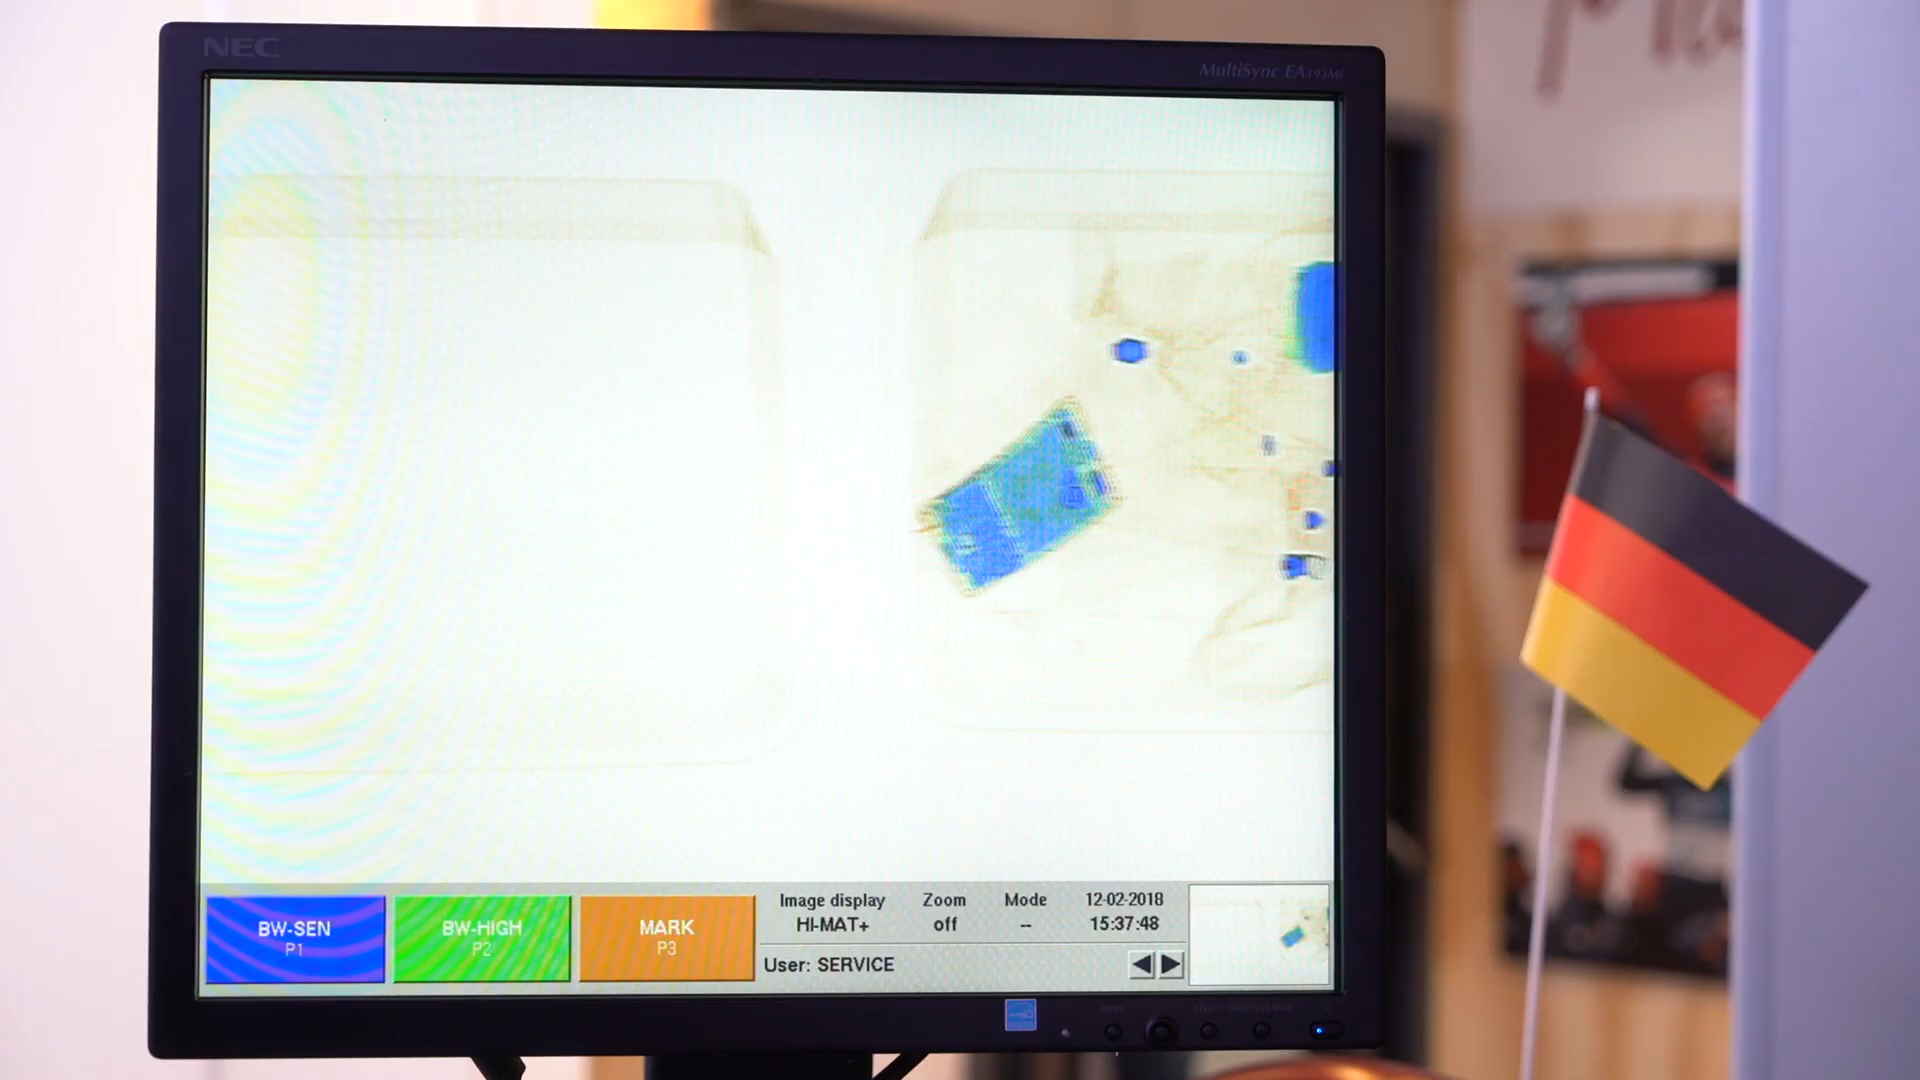 NEC
MultiSync EA193Mi
BW-SEN
P1
BW-HIGH
P2
MARK
P3
Image display
HI-MAT+
Zoom
off
Mode
--
12-02-2018
15:37:48
User: SERVICE